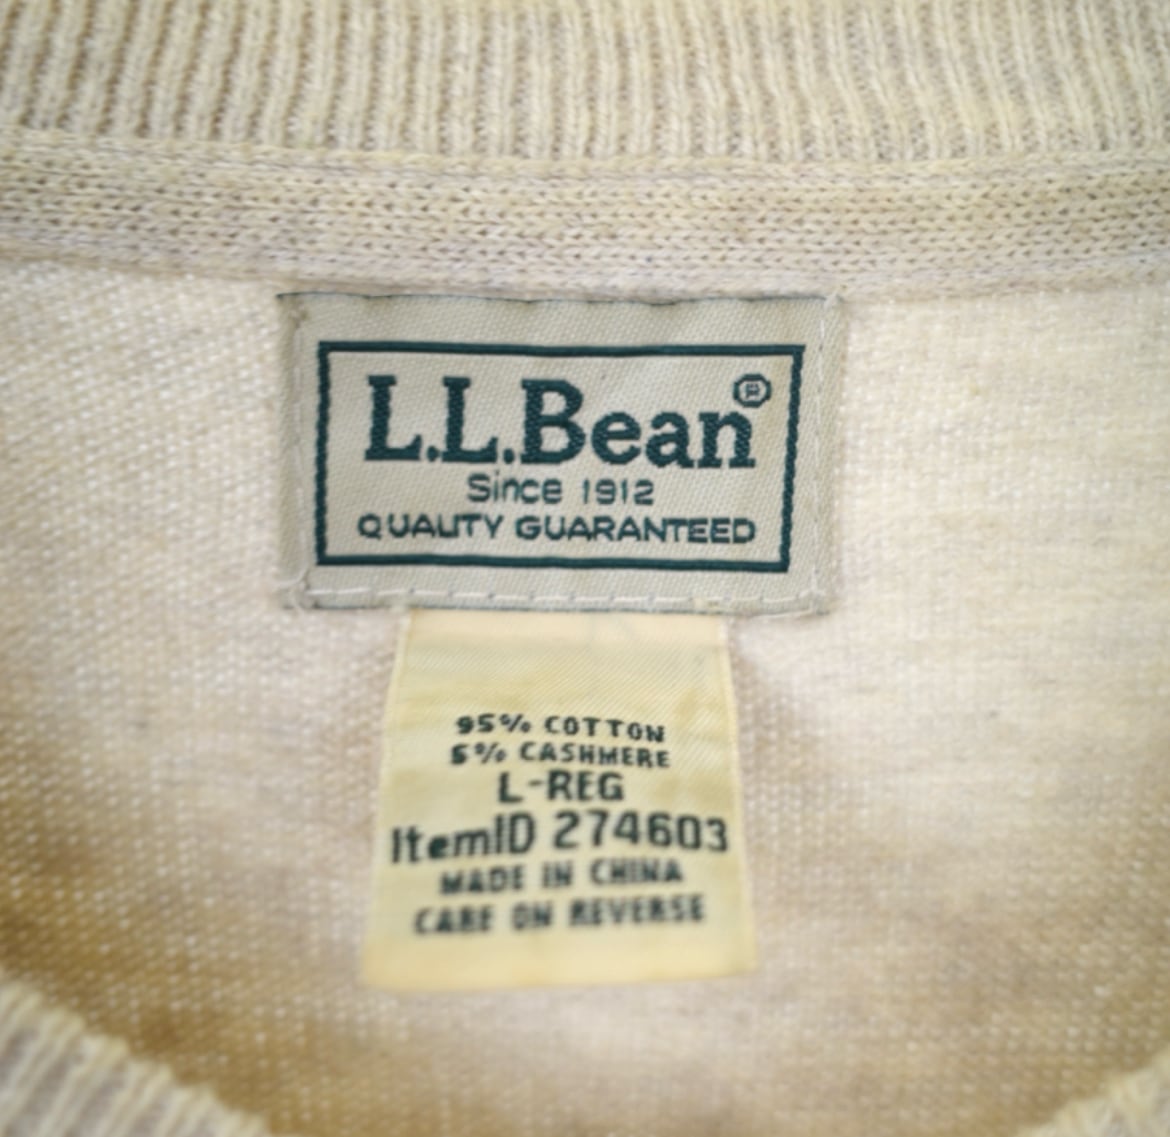 L.L.Bean®
Since 1912
QUALITY GUARANTEED
95% COTTON
5% CASHMERE
L-REG
ItemID 274603
MADE IN CHINA
CARE ON REVERSE